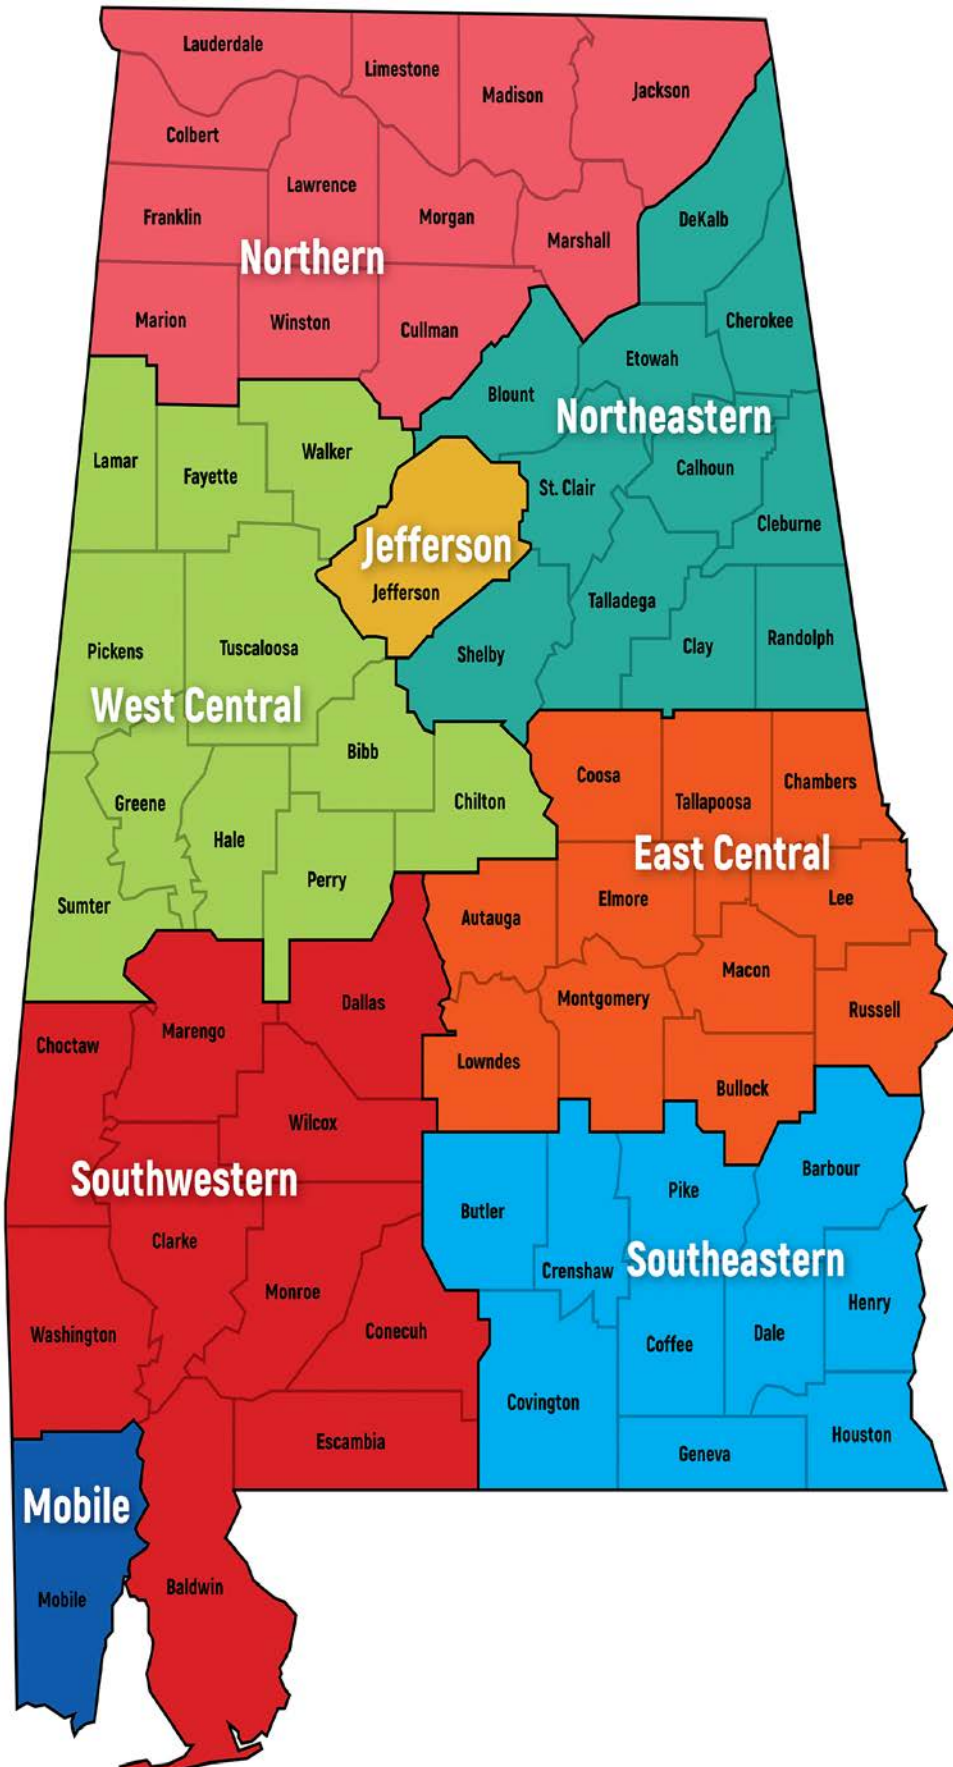 Lauderdale
Limestone
Madison
Jackson
Colbert
Lawrence
Franklin
Morgan
Marshall
DeKalb
Northern
Marion
Winston
Cullman
Cherokee
Etowah
Blount
Northeastern
Lamar
Fayette
Walker
St. Clair
Calhoun
Cleburne
Jefferson
Jefferson
Talladega
Pickens
Tuscaloosa
Shelby
Clay
Randolph
West Central
Bibb
Greene
Hale
Chilton
Coosa
Tallapoosa
Chambers
East Central
Perry
Sumter
Autauga
Elmore
Lee
Macon
Montgomery
Russell
Dallas
Marengo
Choctaw
Lowndes
Bullock
Wilcox
Southwestern
Barbour
Pike
Butler
Clarke
Crenshaw
Southeastern
Monroe
Henry
Washington
Conecuh
Coffee
Dale
Covington
Escambia
Geneva
Houston
Mobile
Mobile
Baldwin